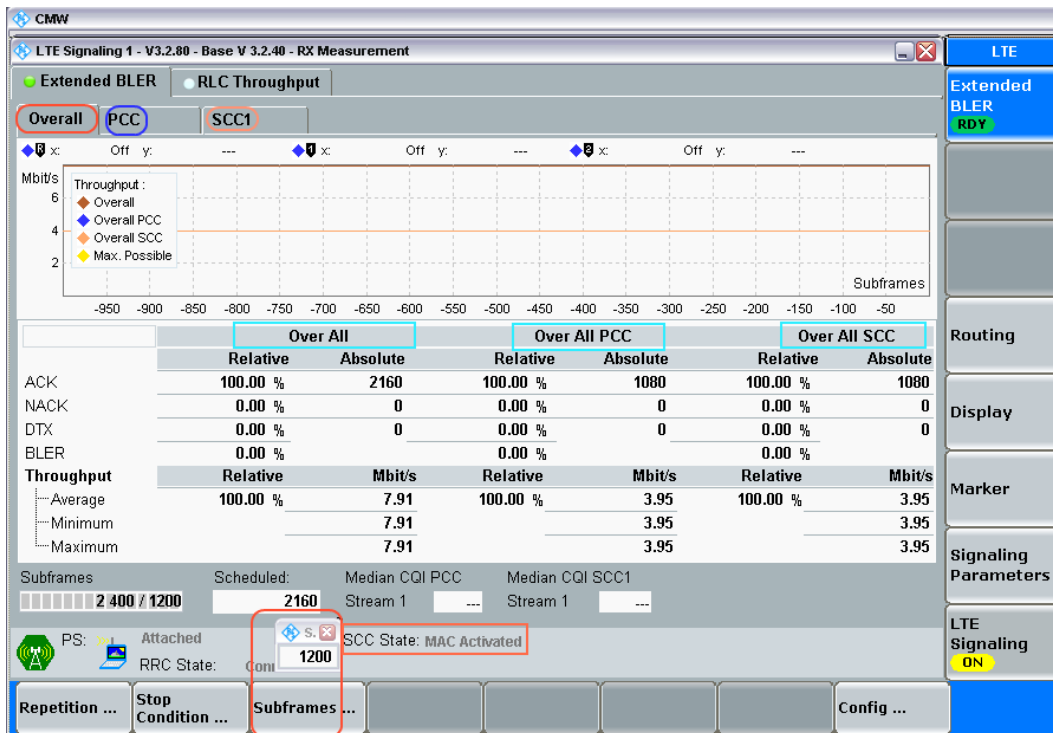 CMW
LTE Signaling 1 - V3.2.80 - Base V 3.2.40 - RX Measurement
LTE
Extended BLER RLC Throughput
Extended
BLER
RDY
Overall PCC SCC1
R x: Off y: --- 1 x: Off y: --- 2 x: Off y: ---
Mbit/s
6
4
2
Throughput :
Overall
Overall PCC
Overall SCC
Max. Possible
Subframes
-950 -900 -850 -800 -750 -700 -650 -600 -550 -500 -450 -400 -350 -300 -250 -200 -150 -100 -50
Over All Over All PCC Over All SCC
Relative Absolute Relative Absolute Relative Absolute
ACK 100.00 % 2160 100.00 % 1080 100.00 % 1080
NACK 0.00 % 0 0.00 % 0 0.00 % 0
DTX 0.00 % 0 0.00 % 0 0.00 % 0
BLER 0.00 % 0.00 % 0.00 %
Throughput Relative Mbit/s Relative Mbit/s Relative Mbit/s
Average 100.00 % 7.91 100.00 % 3.95 100.00 % 3.95
Minimum 7.91 3.95 3.95
Maximum 7.91 3.95 3.95
Subframes Scheduled: Median CQI PCC Median CQI SCC1
2 400 / 1200 2160 Stream 1 --- Stream 1 ---
PS: Attached S. SCC State: MAC Activated
RRC State: 1200
Routing
Display
Marker
Signaling
Parameters
LTE
Signaling
ON
Repetition ... Stop
Condition ... Subframes ... Config ...